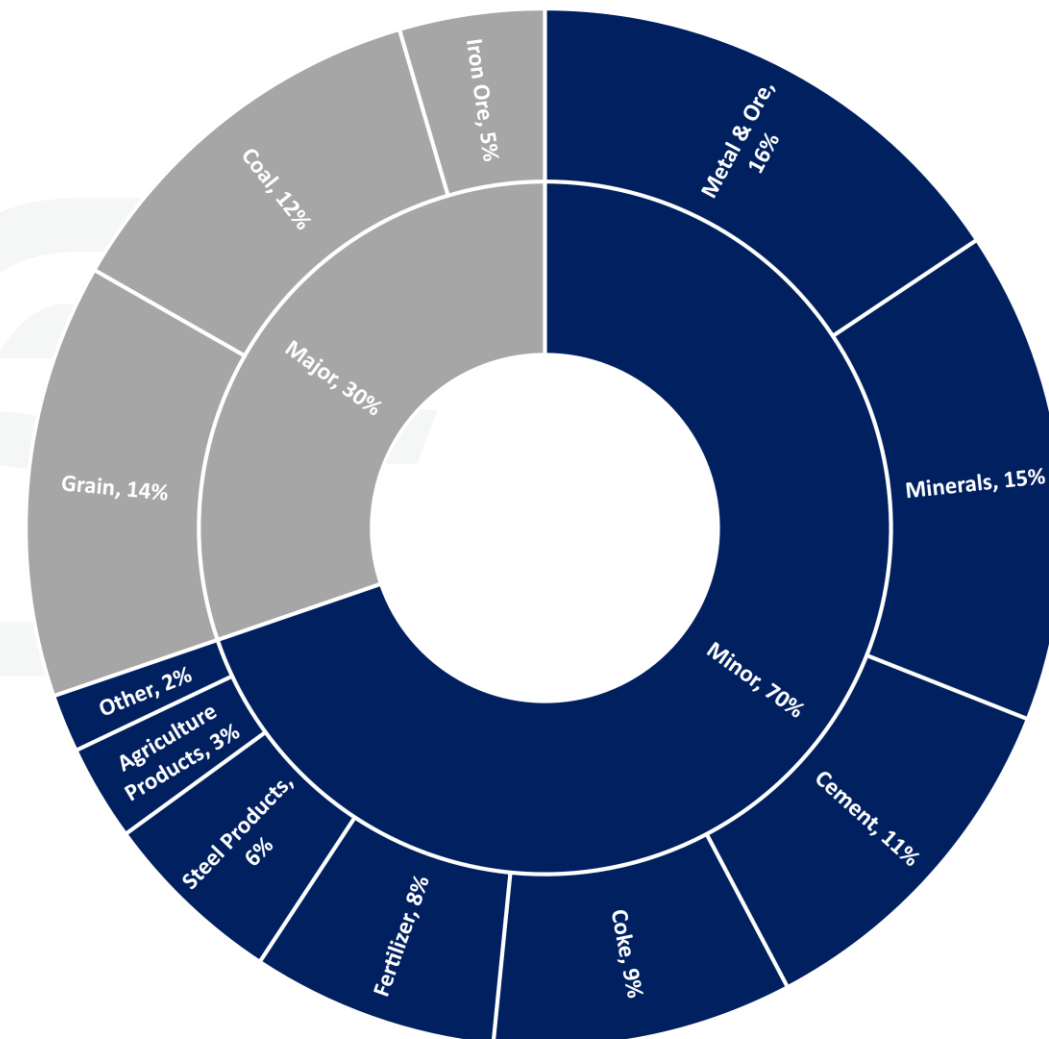 Iron Ore, 5%
Metal & Ore,
16%
Coal, 12%
Major, 30%
Grain, 14%
Minerals, 15%
Minor, 70%
Other, 2%
Agriculture
Products, 3%
Steel Products,
6%
Cement, 11%
Fertilizer, 8%
Coke, 9%